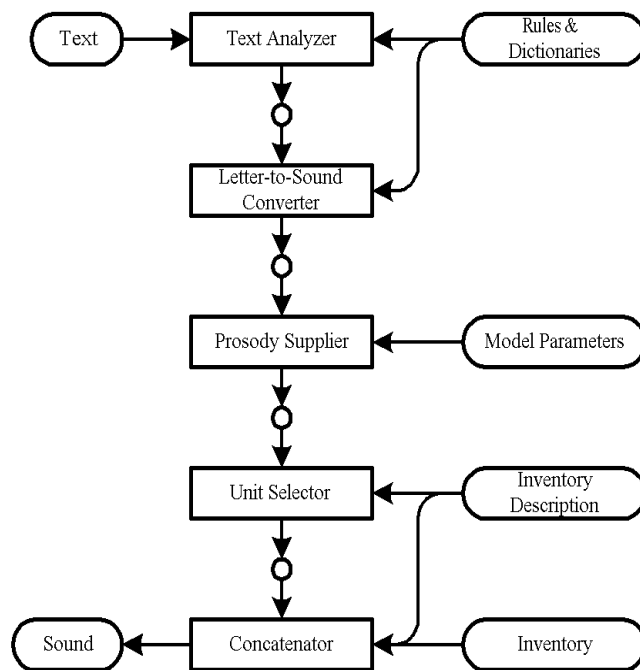 Text
Text Analyzer
Rules &
Dictionaries
Letter-to-Sound
Converter
Prosody Supplier
Model Parameters
Unit Selector
Inventory
Description
Sound
Concatenator
Inventory